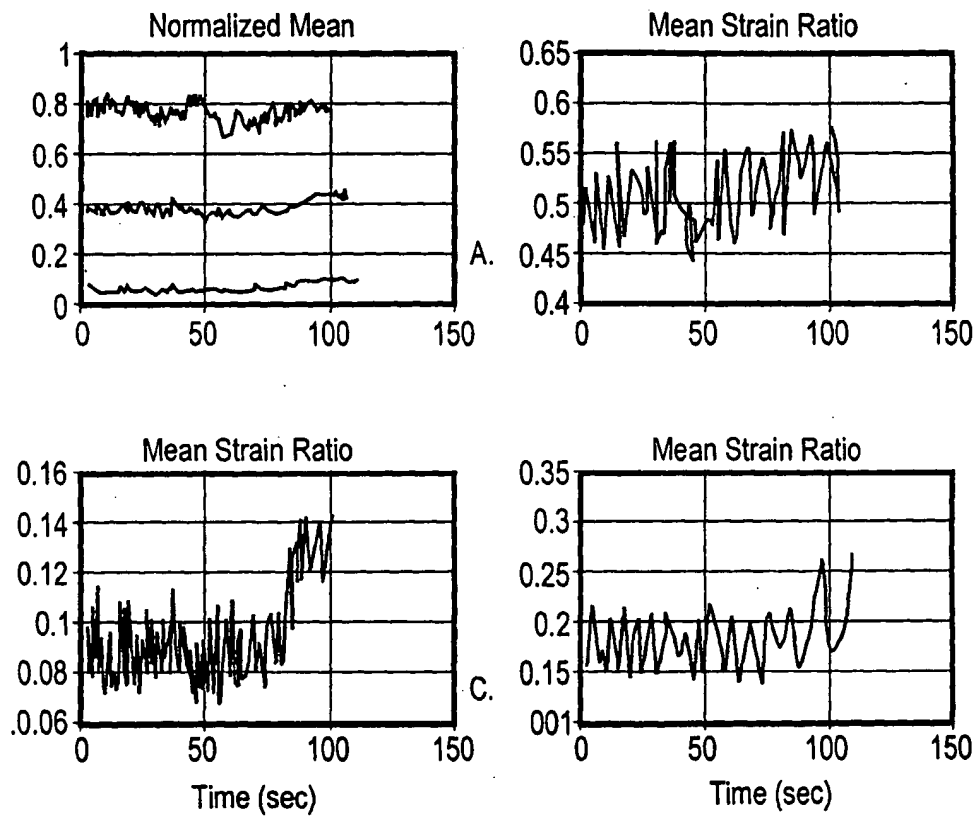 Normalized Mean
1
0.8
0.6
0.4
0.2
0
0 50 100 150
Mean Strain Ratio
0.65
0.6
0.55
0.5
A. 0.45
0.4
0 50 100 150
Mean Strain Ratio
0.16
0.14
0.12
0.1
0.08
.0.06
0 50 100 150
Time (sec)
Mean Strain Ratio
0.35
0.3
0.25
0.2
C. 0.15
001
0 50 100 150
Time (sec)